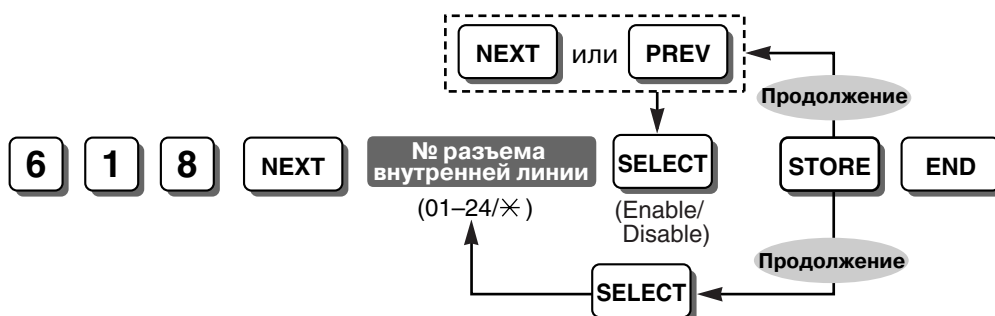 NEXT или PREV
Продолжение
6 1 8 NEXT № разъема внутренней линии SELECT STORE END
(01–24/✳)
(Enable/
Disable)
Продолжение
SELECT